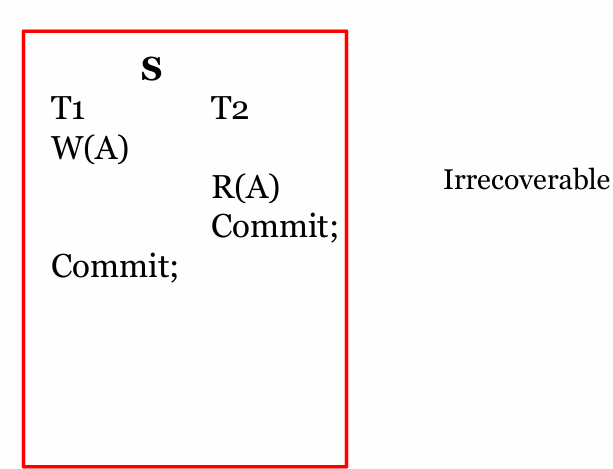 S
T1 T2
W(A)
R(A)
Commit;
Commit;
Irrecoverable